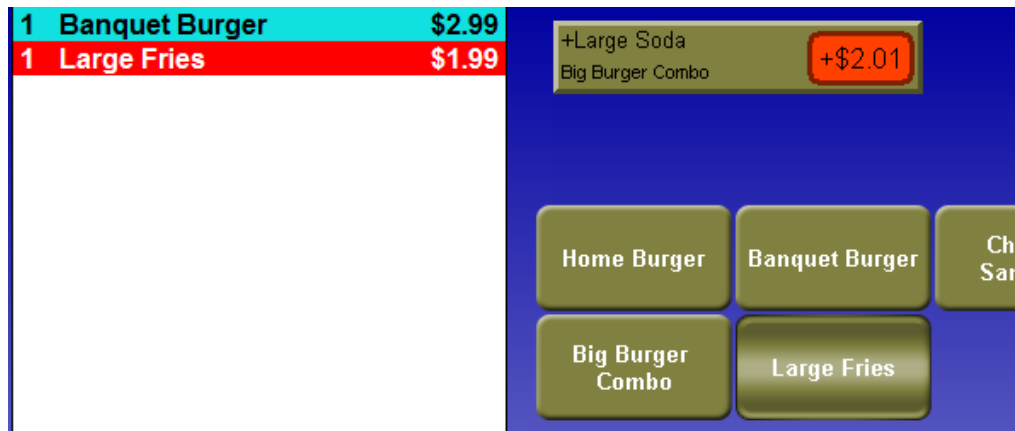 1 Banquet Burger $2.99
1 Large Fries $1.99
+Large Soda
Big Burger Combo
+$2.01
Home Burger
Banquet Burger
Big Burger
Combo
Large Fries